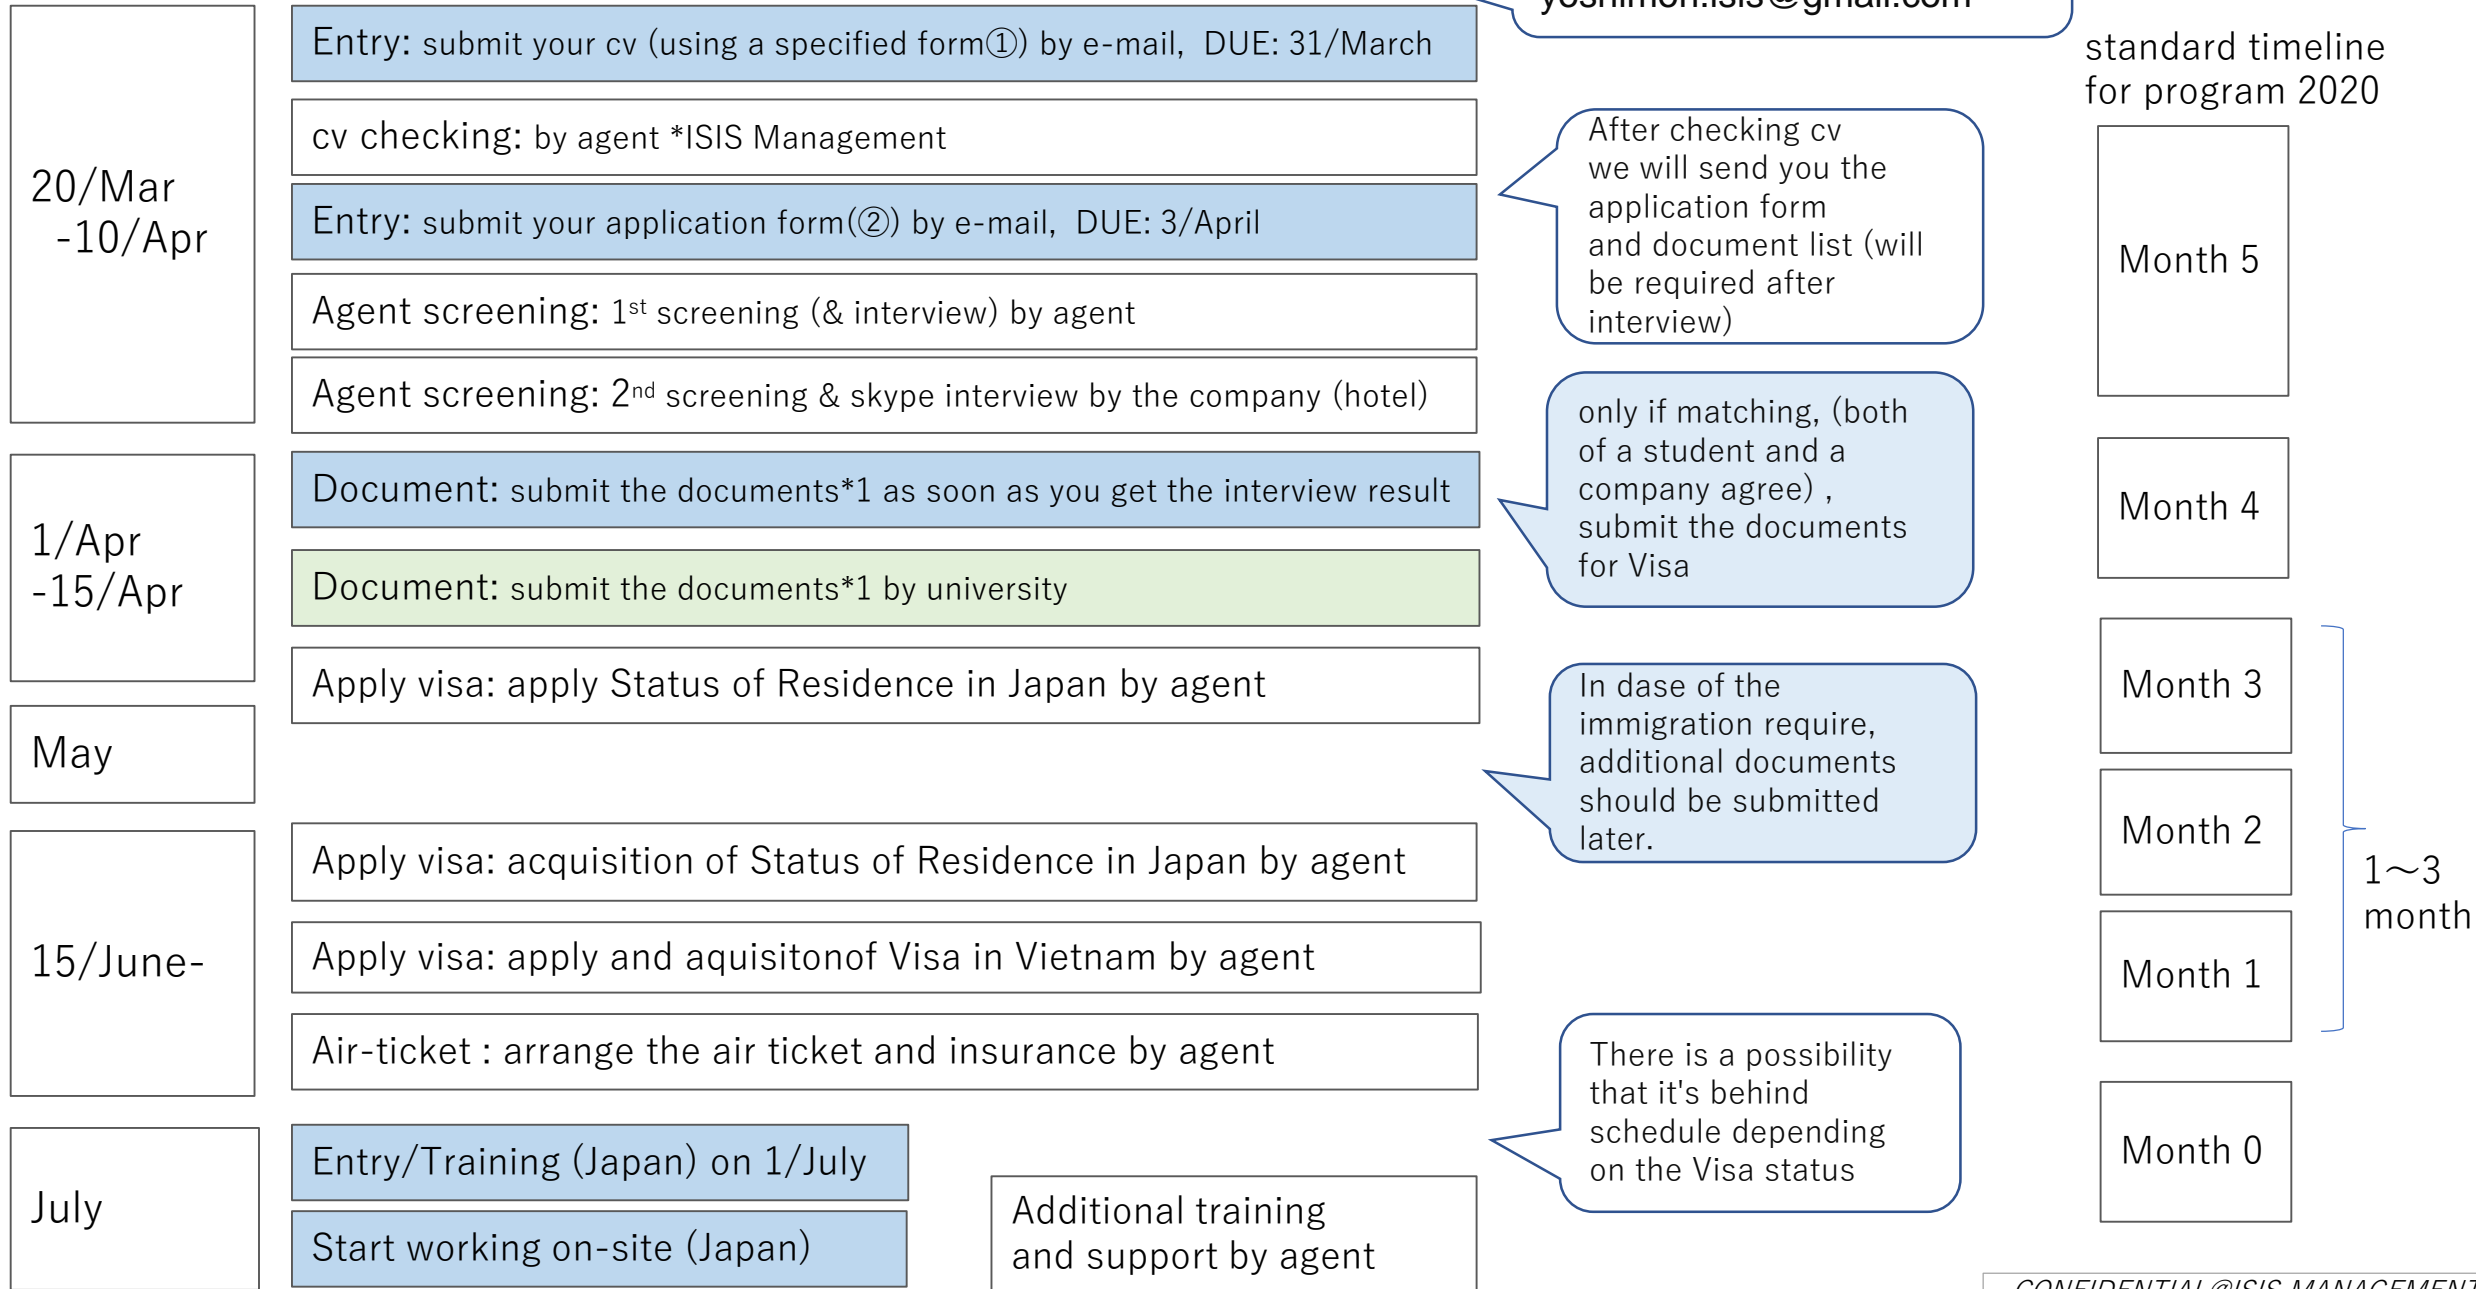 yoshimori.isis@gmail.com
standard timeline
for program 2020
20/Mar
-10/Apr
Entry: submit your cv (using a specified form①) by e-mail, DUE: 31/March
cv checking: by agent *ISIS Management
Entry: submit your application form(②) by e-mail, DUE: 3/April
Agent screening: 1st screening (& interview) by agent
Agent screening: 2nd screening & skype interview by the company (hotel)
After checking cv
we will send you the
application form
and document list (will
be required after
interview)
Month 5
1/Apr
-15/Apr
Document: submit the documents*1 as soon as you get the interview result
Document: submit the documents*1 by university
Apply visa: apply Status of Residence in Japan by agent
only if matching, (both
of a student and a
company agree) ,
submit the documents
for Visa
Month 4
May
In dase of the
immigration require,
additional documents
should be submitted
later.
Month 3
Month 2
Month 1
1～3
month
15/June-
Apply visa: acquisition of Status of Residence in Japan by agent
Apply visa: apply and aquisitonof Visa in Vietnam by agent
Air-ticket : arrange the air ticket and insurance by agent
There is a possibility
that it's behind
schedule depending
on the Visa status
Month 0
July
Entry/Training (Japan) on 1/July
Start working on-site (Japan)
Additional training
and support by agent
CONFIDENTIAL@ISIS MANAGEMENT